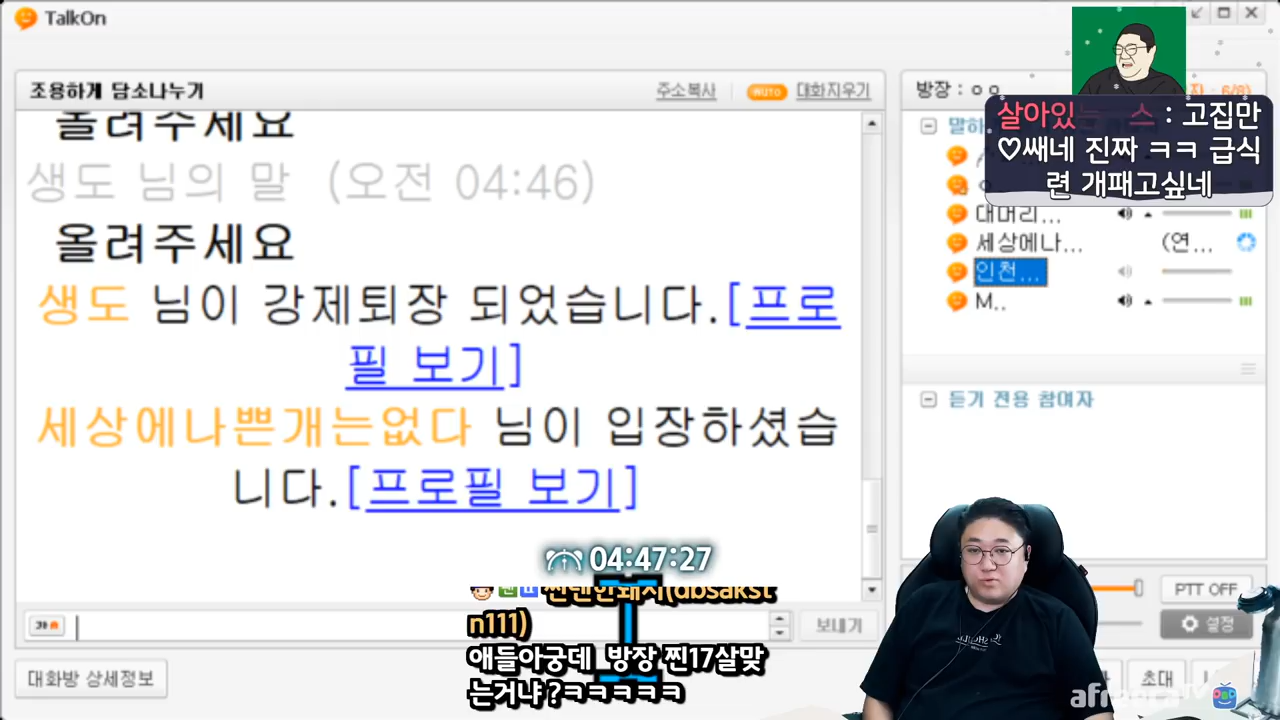 TalkOn
조용하게 담소나누기
주소복사
AUTO
대화지우기
올려주세요
생도 님의 말 (오전 04:46)
올려주세요
생도 님이 강제퇴장 되었습니다.[프로
필 보기]
세상에나쁜개는없다 님이 입장하셨습
니다.[프로필 보기]
방장 : ㅇㅇ
살아있 스 : 고집만
♡쌔네 진짜 ㅋㅋ 급식
련 개패고싶네
대머리...
세상에나... (연...
인천...
M..
듣기 전용 참여자
04:47:27
n111)
애들아궁데 방장 찐17살맞
는거냐?ㅋㅋㅋㅋㅋ
보내기
대화방 상세정보
PTT OFF
설정
초대
afreecaTV